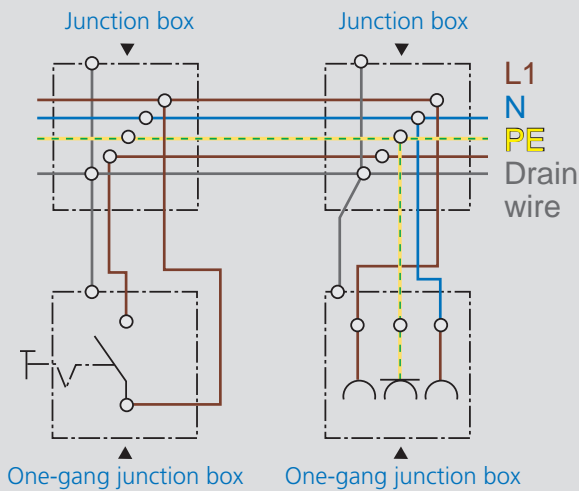 Junction box
Junction box
L1
N
PE
Drain
wire
One-gang junction box
One-gang junction box